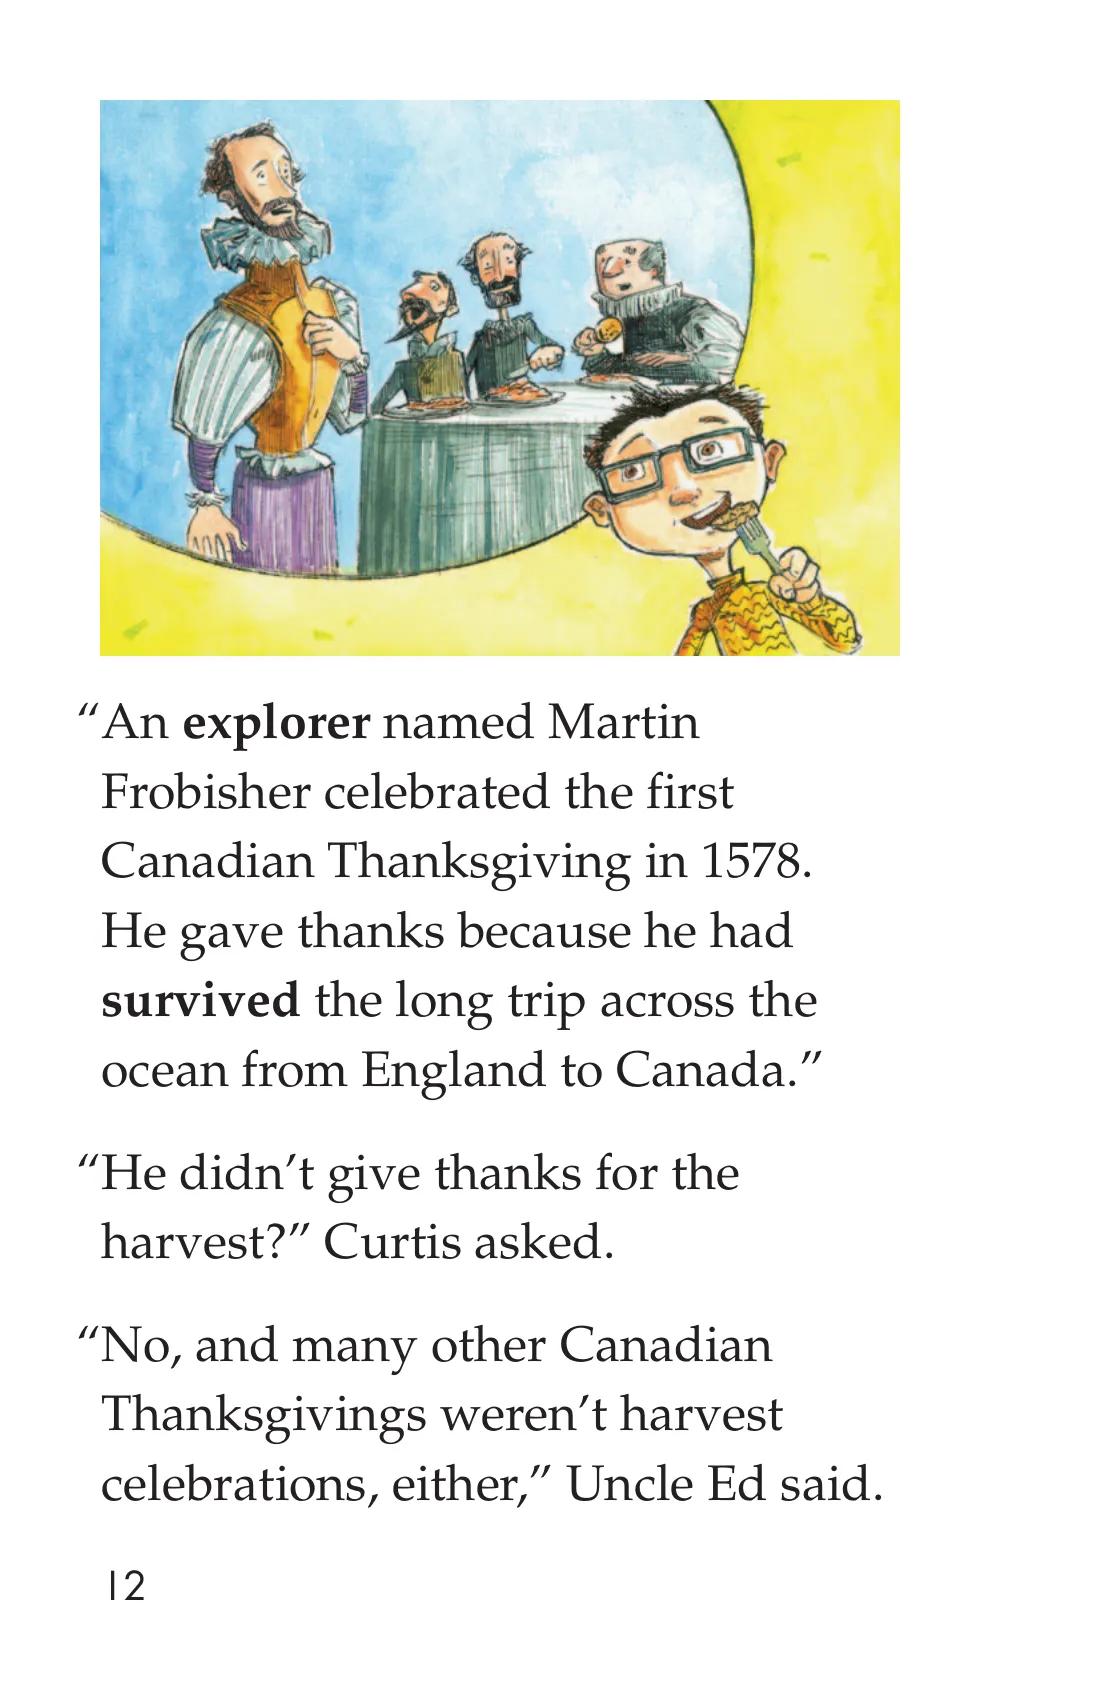 “An explorer named Martin
Frobisher celebrated the first
Canadian Thanksgiving in 1578.
He gave thanks because he had
survived the long trip across the
ocean from England to Canada.”
“He didn’t give thanks for the
harvest?” Curtis asked.
“No, and many other Canadian
Thanksgivings weren’t harvest
celebrations, either,” Uncle Ed said.
12